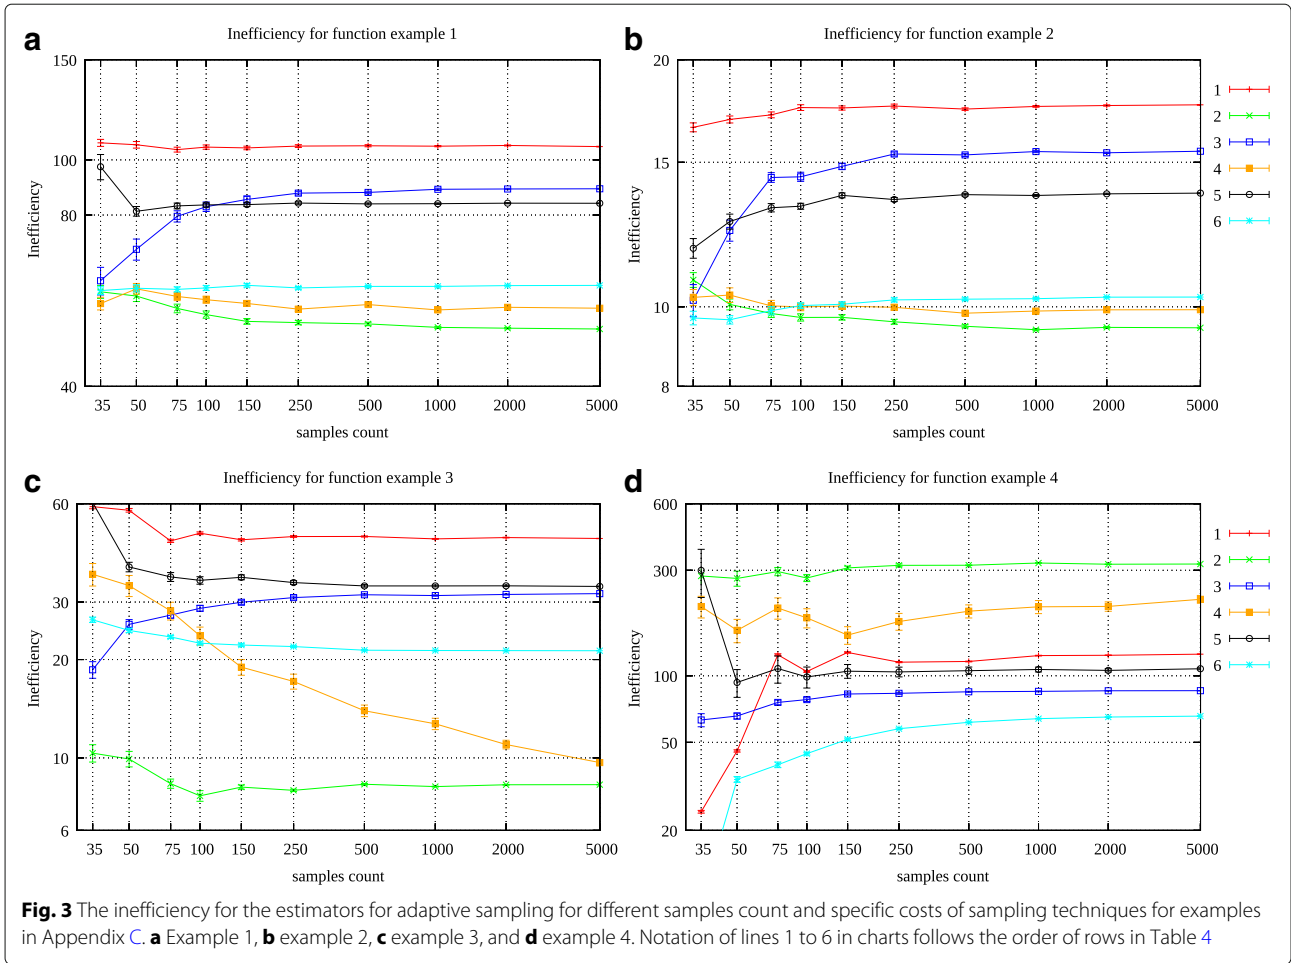 a
Inefficiency for function example 1
150
100
80
40
Inefficiency
35 50 75 100 150 250 500 1000 2000 5000
samples count
b
Inefficiency for function example 2
20
15
10
8
Inefficiency
35 50 75 100 150 250 500 1000 2000 5000
samples count
1
2
3
4
5
6
c
Inefficiency for function example 3
60
30
20
10
6
Inefficiency
35 50 75 100 150 250 500 1000 2000 5000
samples count
d
Inefficiency for function example 4
600
300
100
50
20
Inefficiency
35 50 75 100 150 250 500 1000 2000 5000
samples count
1
2
3
4
5
6
Fig. 3 The inefficiency for the estimators for adaptive sampling for different samples count and specific costs of sampling techniques for examples
in Appendix C. a Example 1, b example 2, c example 3, and d example 4. Notation of lines 1 to 6 in charts follows the order of rows in Table 4